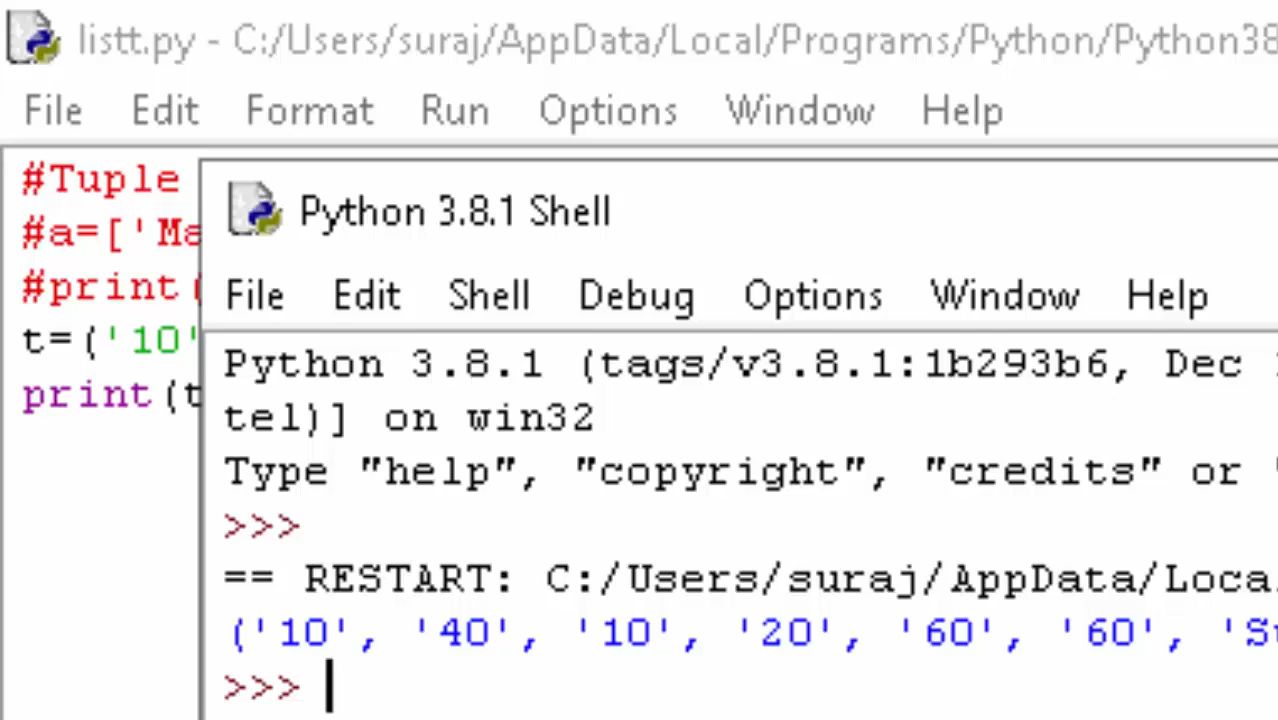 listt.py - C:/Users/suraj/AppData/Local/Programs/Python/Python38
File Edit Format Run Options Window Help
#Tuple
#a=['Ma
#print(
t=('10'
print(t
Python 3.8.1 Shell
File Edit Shell Debug Options Window Help
Python 3.8.1 (tags/v3.8.1:1b293b6, Dec
tel)] on win32
Type "help", "copyright", "credits" or "
>>>
== RESTART: C:/Users/suraj/AppData/Loca
('10', '40', '10', '20', '60', '60', 'Su
>>>